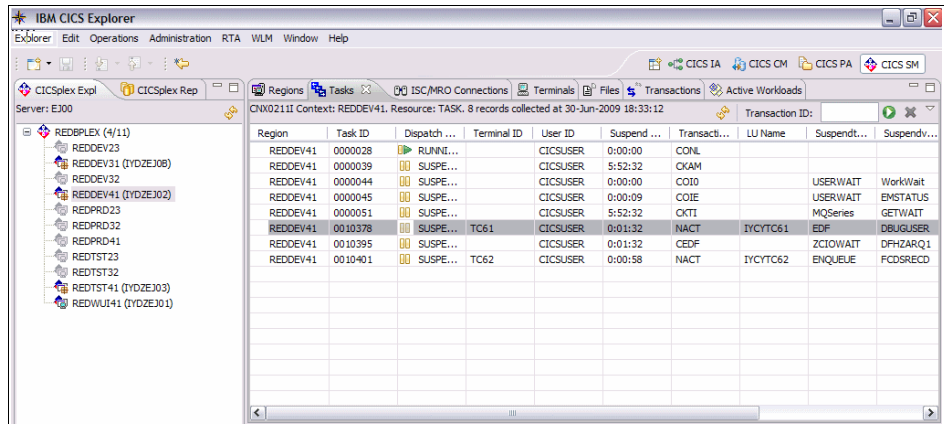 IBM CICS Explorer
Explorer Edit Operations Administration RTA WLM Window Help
CICS IA CICS CM CICS PA CICS SM
CICSplex Expl CICSplex Rep
Regions Tasks ISC/MRO Connections Terminals Files Transactions Active Workloads
Server: EJ00
CNX0211I Context: REDDEV41. Resource: TASK. 8 records collected at 30-Jun-2009 18:33:12 Transaction ID:
REDBPLEX (4/11)
REDDEV23
REDDEV31 (IYDZEJ0B)
REDDEV32
REDDEV41 (IYDZEJ02)
REDPRD23
REDPRD32
REDPRD41
REDTST23
REDTST32
REDTST41 (IYDZEJ03)
REDWUI41 (IYDZEJ01)
Region Task ID Dispatch ... Terminal ID User ID Suspend ... Transacti... LU Name Suspendt... Suspendv...
REDDEV41 0000028 RUNNI... CICSUSER 0:00:00 CONL
REDDEV41 0000039 SUSPE... CICSUSER 5:52:32 CKAM
REDDEV41 0000044 SUSPE... CICSUSER 0:00:00 COI0 USERWAIT WorkWait
REDDEV41 0000045 SUSPE... CICSUSER 0:00:09 COIE USERWAIT EMSTATUS
REDDEV41 0000051 SUSPE... CICSUSER 5:52:32 CKTI MQSeries GETWAIT
REDDEV41 0010378 SUSPE... TC61 CICSUSER 0:01:32 NACT IYCYTC61 EDF DBUGUSER
REDDEV41 0010395 SUSPE... CICSUSER 0:01:32 CEDF ZCIOWAIT DFHZARQ1
REDDEV41 0010401 SUSPE... TC62 CICSUSER 0:00:58 NACT IYCYTC62 ENQUEUE FCDSRECD